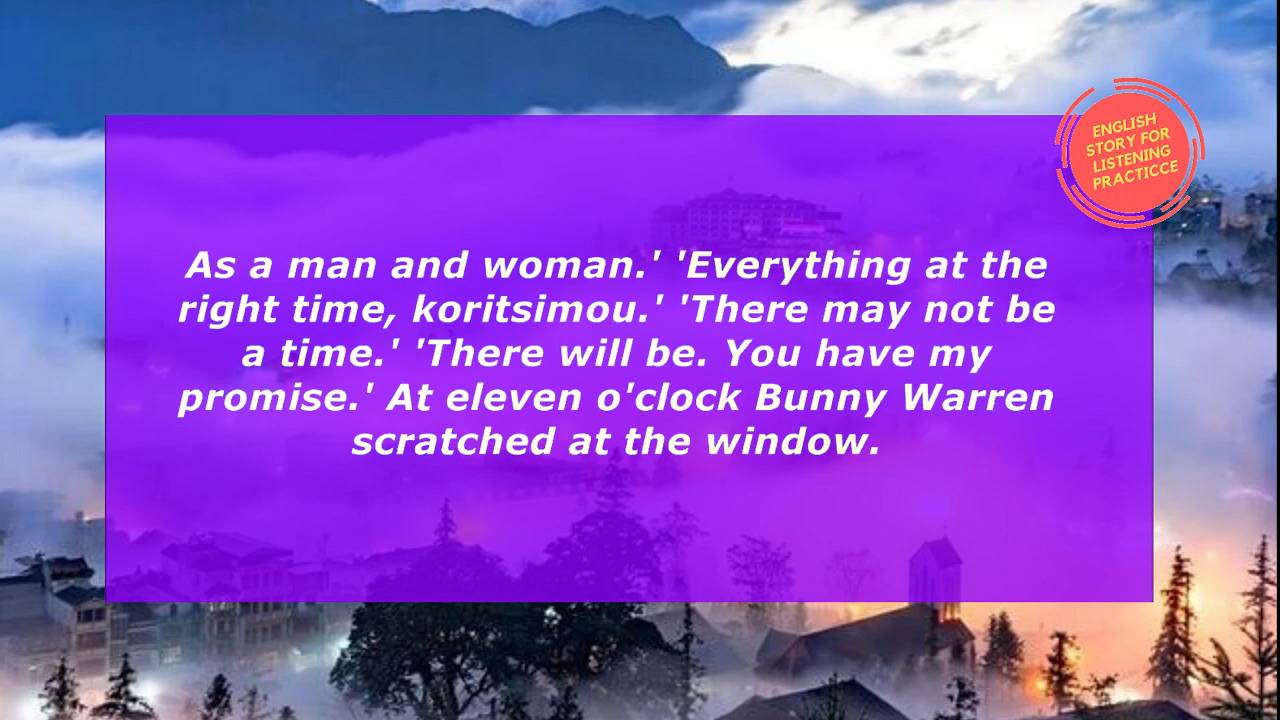 ENGLISH
STORY FOR
LISTENING
PRACTICCE
As a man and woman.' 'Everything at the
right time, koritsimou.' 'There may not be
a time.' 'There will be. You have my
promise.' At eleven o'clock Bunny Warren
scratched at the window.